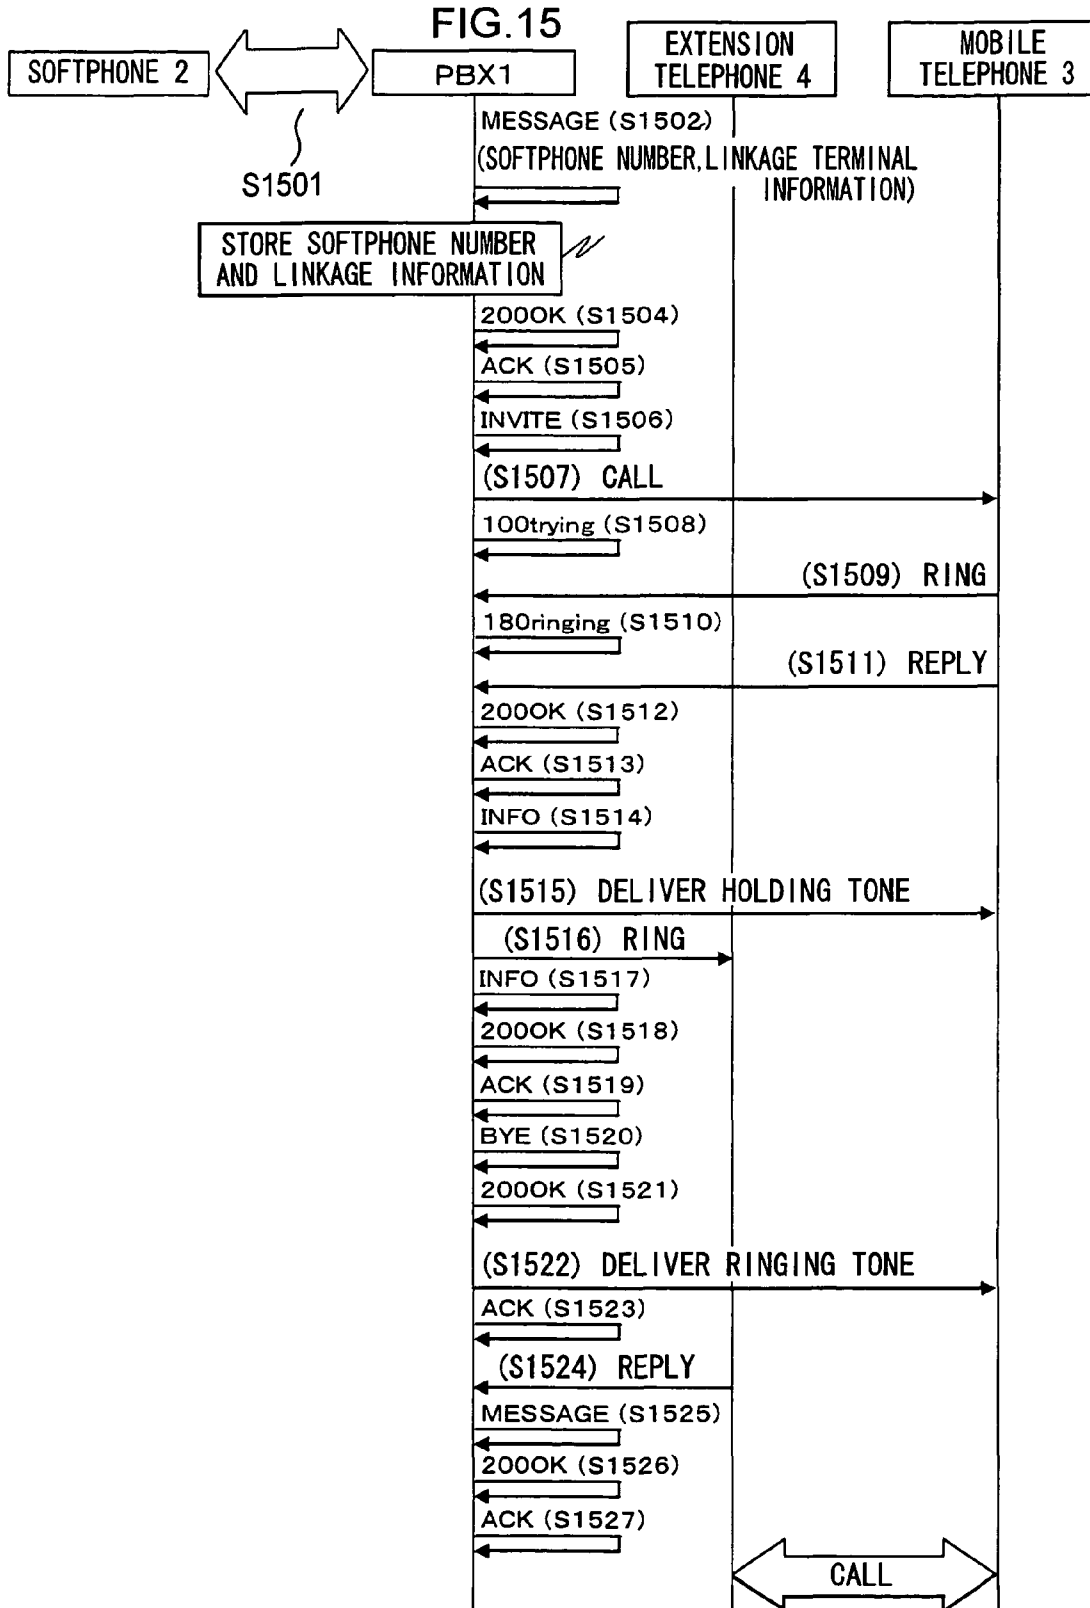 FIG.15
SOFTPHONE 2
PBX1
EXTENSION
TELEPHONE 4
MOBILE
TELEPHONE 3
S1501
MESSAGE (S1502)
(SOFTPHONE NUMBER, LINKAGE TERMINAL
INFORMATION)
STORE SOFTPHONE NUMBER
AND LINKAGE INFORMATION
200OK (S1504)
ACK (S1505)
INVITE (S1506)
(S1507) CALL
100trying (S1508)
(S1509) RING
180ringing (S1510)
(S1511) REPLY
200OK (S1512)
ACK (S1513)
INFO (S1514)
(S1515) DELIVER HOLDING TONE
(S1516) RING
INFO (S1517)
200OK (S1518)
ACK (S1519)
BYE (S1520)
200OK (S1521)
(S1522) DELIVER RINGING TONE
ACK (S1523)
(S1524) REPLY
MESSAGE (S1525)
200OK (S1526)
ACK (S1527)
CALL